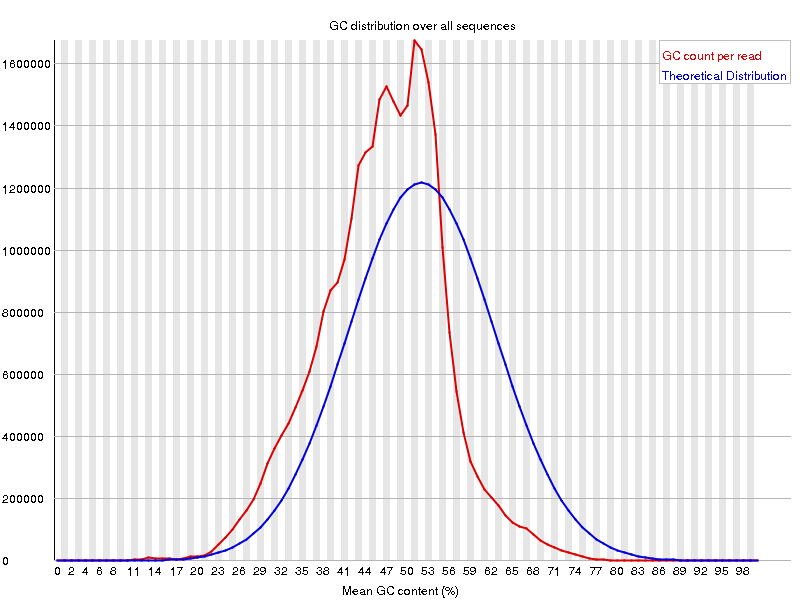 GC distribution over all sequences
GC count per read
Theoretical Distribution
1600000
1400000
1200000
1000000
800000
600000
400000
200000
0
0 2 4 6 8 11 14 17 20 23 26 29 32 35 38 41 44 47 50 53 56 59 62 65 68 71 74 77 80 83 86 89 92 95 98
Mean GC content (%)